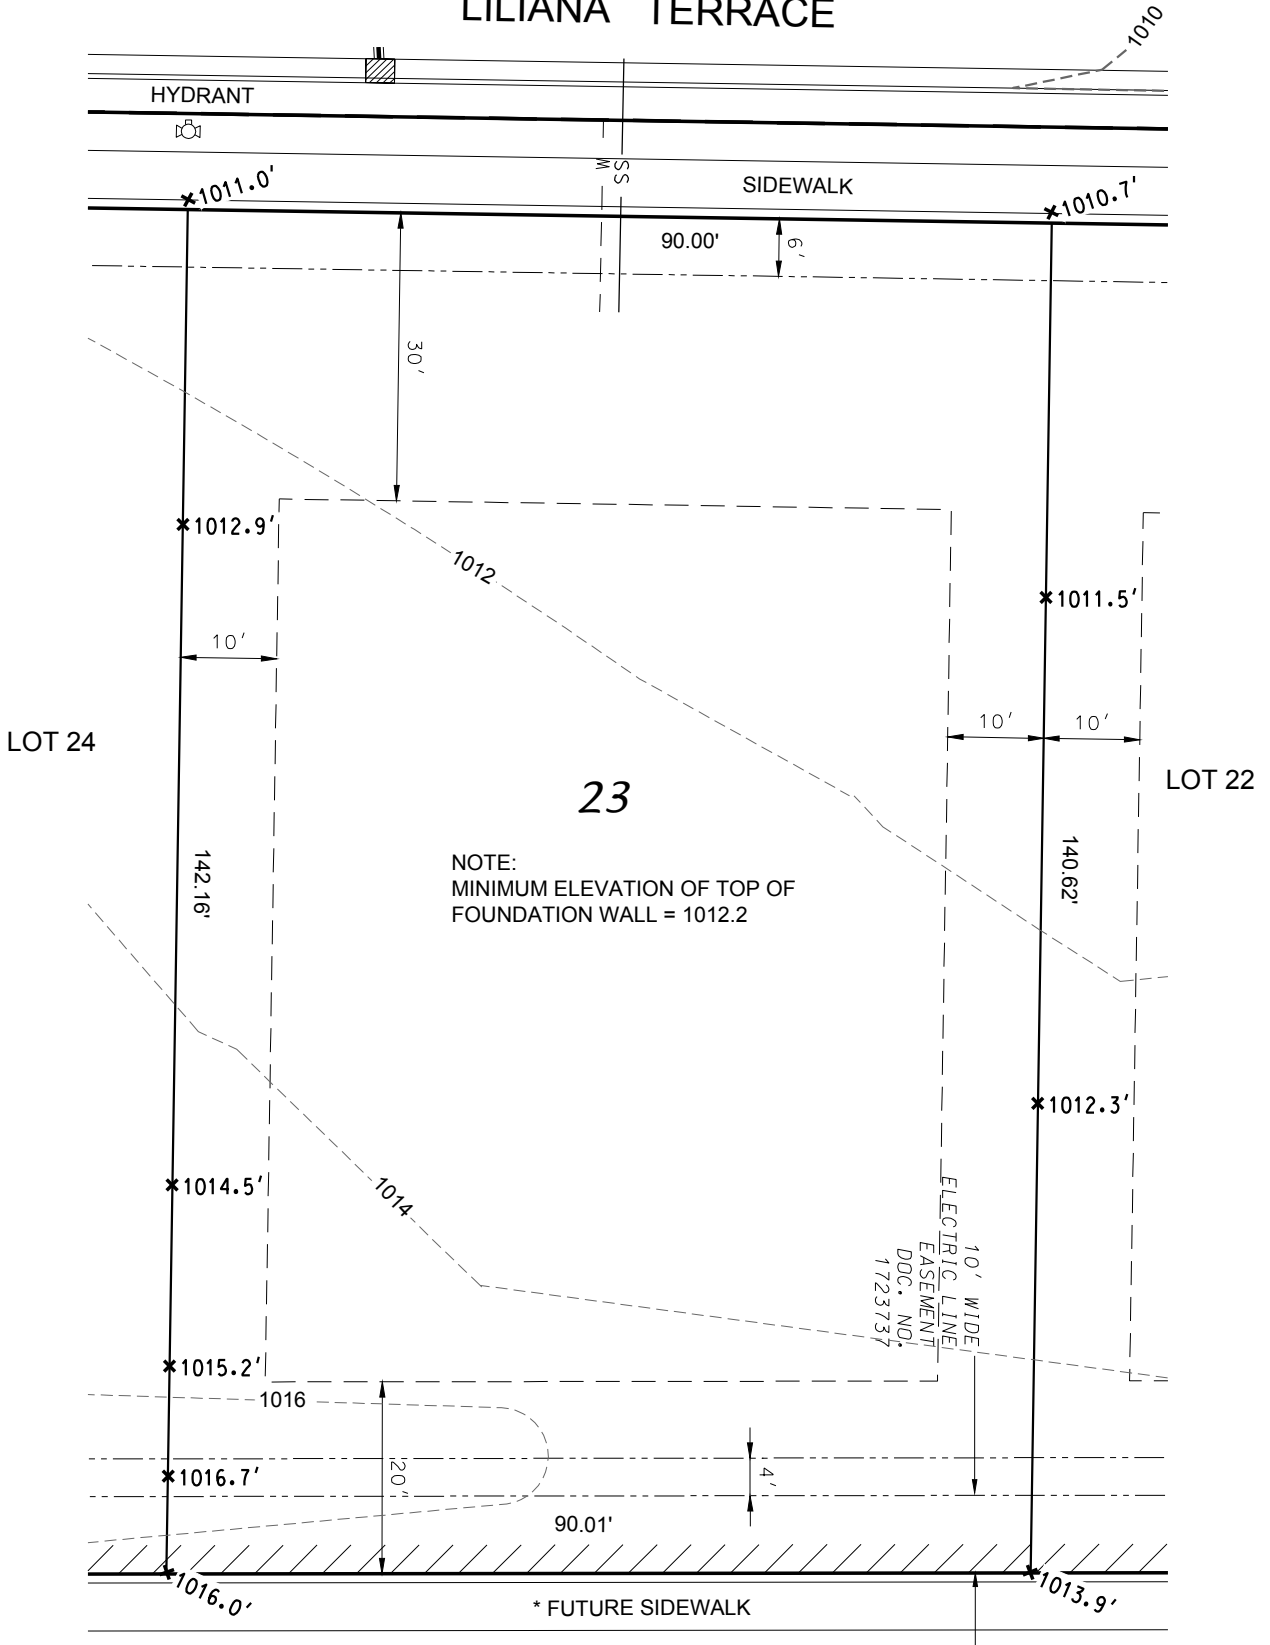 LILIANA TERRACE
1010
HYDRANT
W
SS
SIDEWALK
1011.0'
1010.7'
90.00'
6'
30'
1012.9'
1012
1011.5'
10'
10'
10'
LOT 24
23
LOT 22
142.16'
140.62'
NOTE:
MINIMUM ELEVATION OF TOP OF
FOUNDATION WALL = 1012.2
1012.3'
1014.5'
1014
10' WIDE
ELECTRIC LINE
EASEMENT
DOC. NO.
1723737
1015.2'
1016
1016.7'
20'
4'
90.01'
1016.0'
1013.9'
* FUTURE SIDEWALK